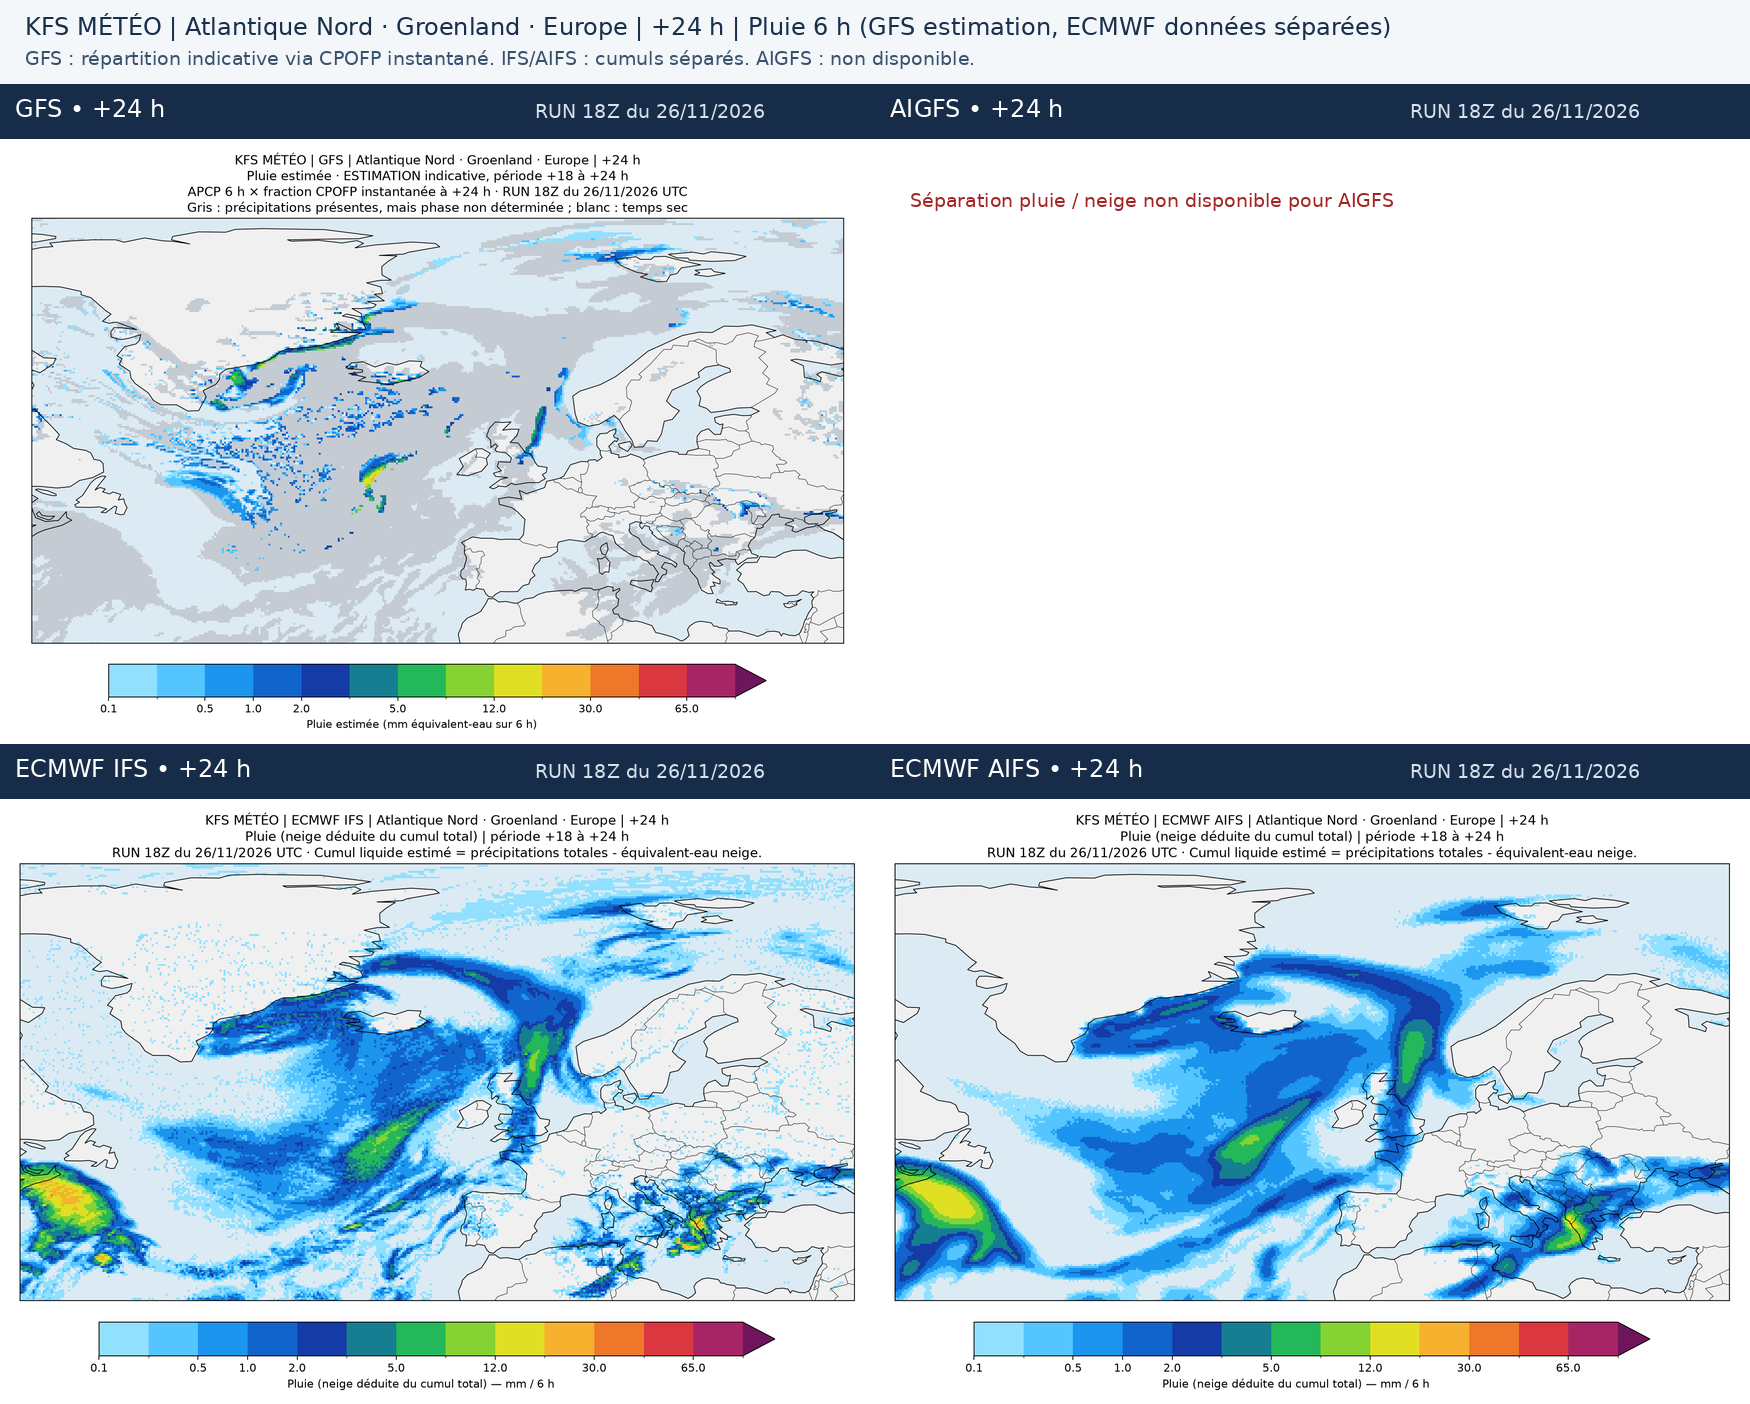 KFS MÉTÉO | Atlantique Nord · Groenland · Europe | +24 h | Pluie 6 h (GFS estimation, ECMWF données séparées)
GFS : répartition indicative via CPOFP instantané. IFS/AIFS : cumuls séparés. AIGFS : non disponible.
GFS • +24 h
RUN 18Z du 26/11/2026
KFS MÉTÉO | GFS | Atlantique Nord · Groenland · Europe | +24 h
Pluie estimée · ESTIMATION indicative, période +18 à +24 h
APCP 6 h × fraction CPOFP instantanée à +24 h · RUN 18Z du 26/11/2026 UTC
Gris : précipitations présentes, mais phase non déterminée ; blanc : temps sec
0.1 0.5 1.0 2.0 5.0 12.0 30.0 65.0
Pluie estimée (mm équivalent-eau sur 6 h)
AIGFS • +24 h
RUN 18Z du 26/11/2026
Séparation pluie / neige non disponible pour AIGFS
ECMWF IFS • +24 h
RUN 18Z du 26/11/2026
KFS MÉTÉO | ECMWF IFS | Atlantique Nord · Groenland · Europe | +24 h
Pluie (neige déduite du cumul total) | période +18 à +24 h
RUN 18Z du 26/11/2026 UTC · Cumul liquide estimé = précipitations totales - équivalent-eau neige.
0.1 0.5 1.0 2.0 5.0 12.0 30.0 65.0
Pluie (neige déduite du cumul total) — mm / 6 h
ECMWF AIFS • +24 h
RUN 18Z du 26/11/2026
KFS MÉTÉO | ECMWF AIFS | Atlantique Nord · Groenland · Europe | +24 h
Pluie (neige déduite du cumul total) | période +18 à +24 h
RUN 18Z du 26/11/2026 UTC · Cumul liquide estimé = précipitations totales - équivalent-eau neige.
0.1 0.5 1.0 2.0 5.0 12.0 30.0 65.0
Pluie (neige déduite du cumul total) — mm / 6 h